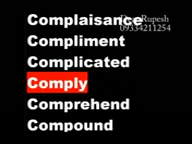 Complaisance
Rupesh
09334211254
Compliment
Complicated
Comply
Comprehend
Compound